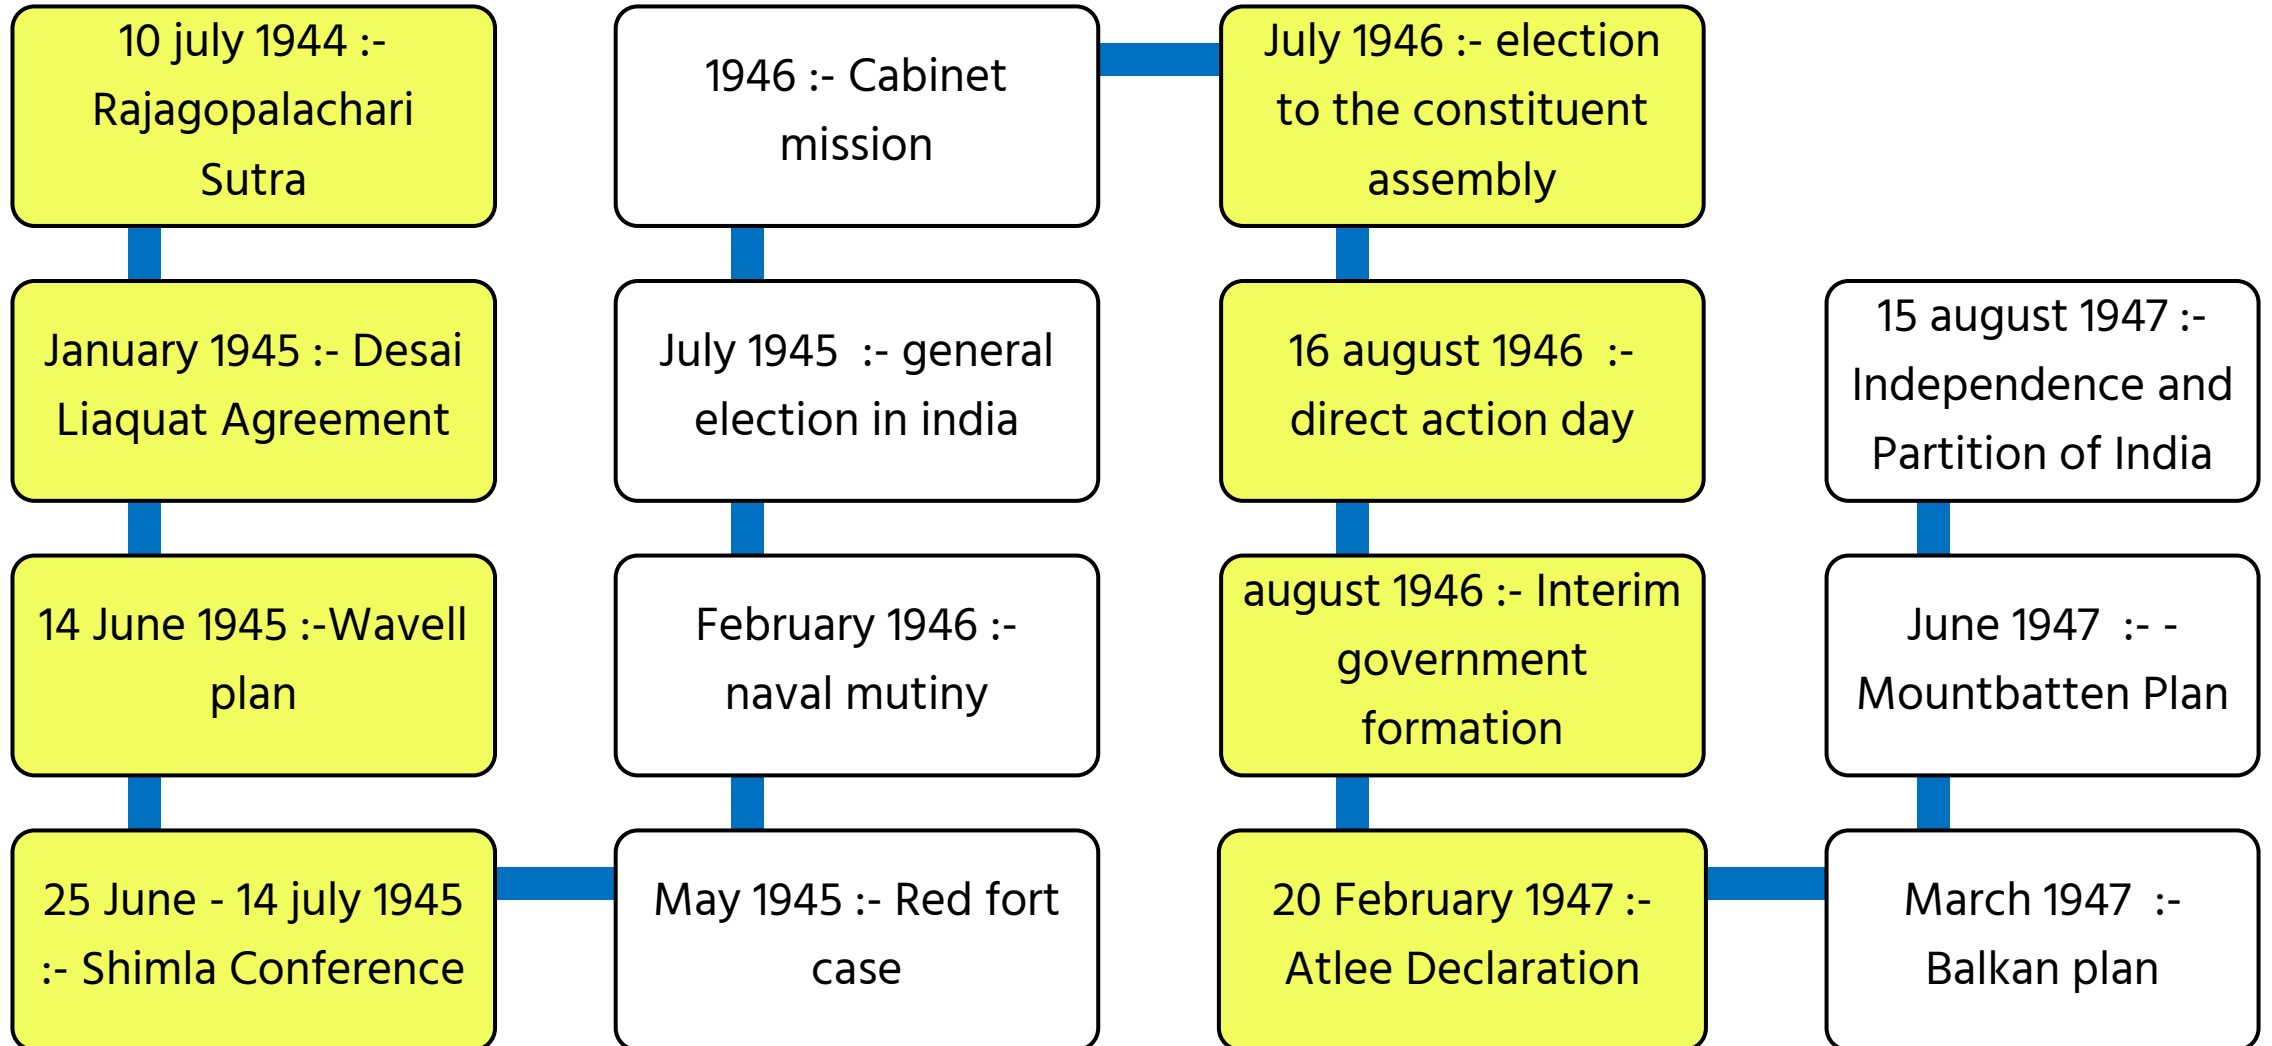 10 july 1944 :-
Rajagopalachari
Sutra
January 1945 :- Desai
Liaquat Agreement
14 June 1945 :-Wavell
plan
25 June - 14 july 1945
:- Shimla Conference
May 1945 :- Red fort
case
February 1946 :-
naval mutiny
July 1945  :- general
election in india
1946 :- Cabinet
mission
July 1946 :- election
to the constituent
assembly
16 august 1946  :-
direct action day
august 1946 :- Interim
government
formation
20 February 1947 :-
Atlee Declaration
March 1947  :-
Balkan plan
June 1947  :- -
Mountbatten Plan
15 august 1947 :-
Independence and
Partition of India